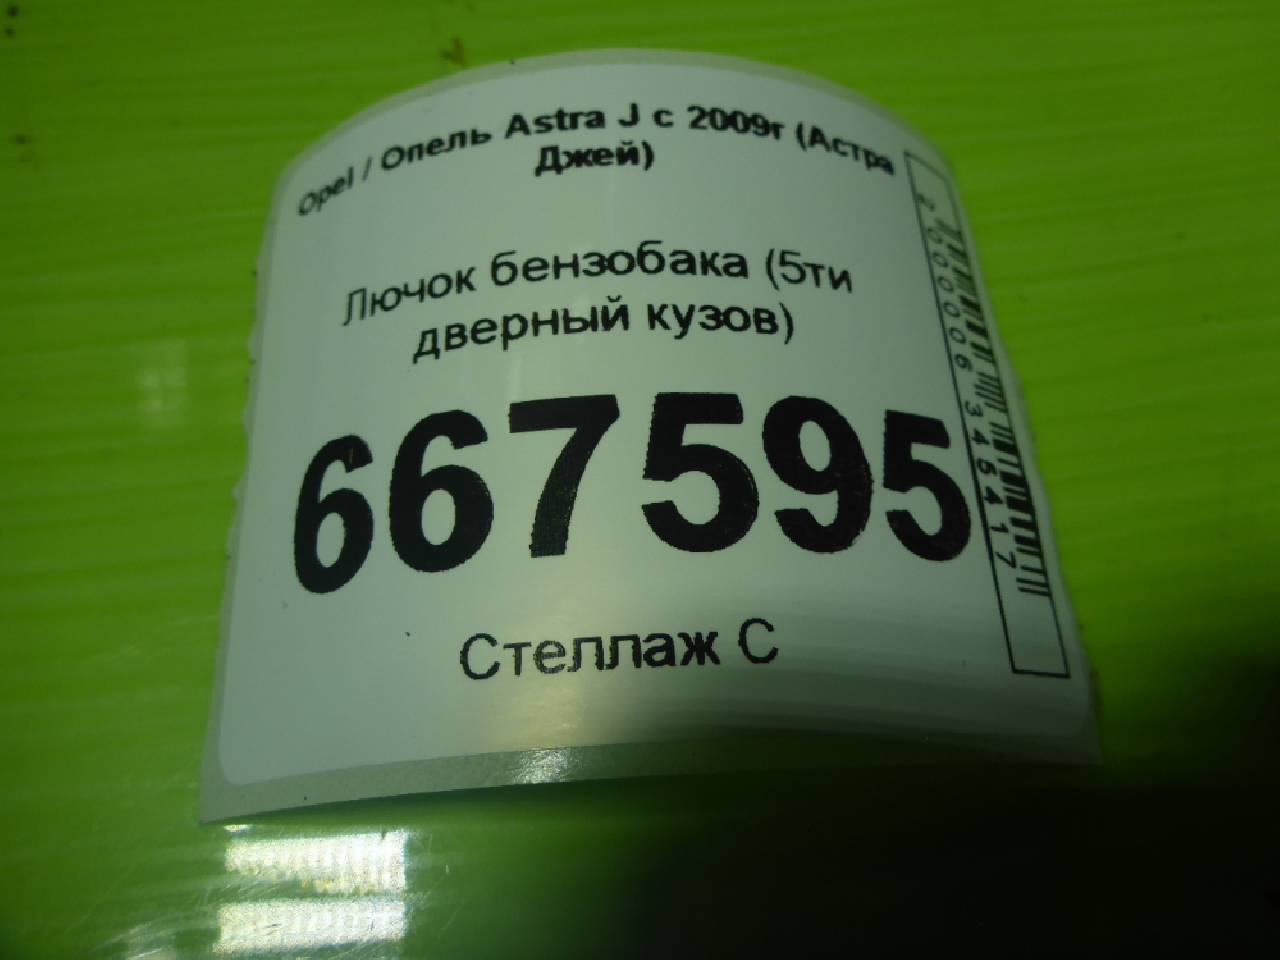 Opel / Опель Astra J с 2009г (Астра
Джей)
Лючок бензобака (5ти
дверный кузов)
667595
Стеллаж С
2000006345417